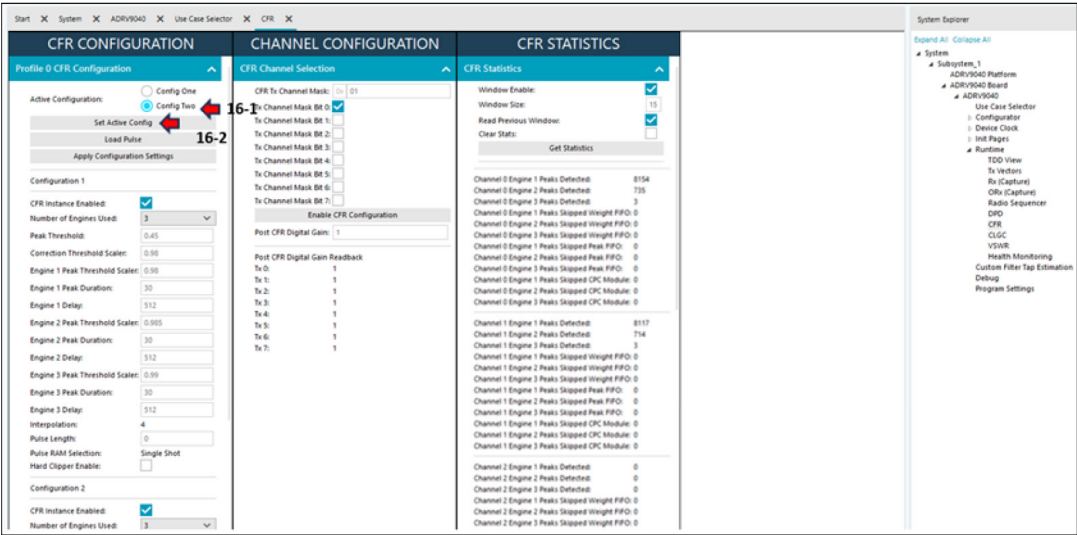 Start X System X ADRV9040 X Use Case Selector X CFR X
CFR CONFIGURATION
Profile 0 CFR Configuration
Active Configuration:
Config One
Config Two
16-1
Set Active Config
16-2
Load Pulse
Apply Configuration Settings
Configuration 1
CFR Instance Enabled:
Number of Engines Used: 3
Peak Threshold: 0.45
Correction Threshold Scaler: 0.98
Engine 1 Peak Threshold Scaler: 0.98
Engine 1 Peak Duration: 30
Engine 1 Delay: 512
Engine 2 Peak Threshold Scaler: 0.985
Engine 2 Peak Duration: 30
Engine 2 Delay: 512
Engine 3 Peak Threshold Scaler: 0.99
Engine 3 Peak Duration: 30
Engine 3 Delay: 512
Interpolation: 4
Pulse Length: 0
Pulse RAM Selection: Single Shot
Hard Clipper Enable:
Configuration 2
CFR Instance Enabled:
Number of Engines Used: 3
CHANNEL CONFIGURATION
CFR Channel Selection
CFR Tx Channel Mask: 0x 01
Tx Channel Mask Bit 0:
Tx Channel Mask Bit 1:
Tx Channel Mask Bit 2:
Tx Channel Mask Bit 3:
Tx Channel Mask Bit 4:
Tx Channel Mask Bit 5:
Tx Channel Mask Bit 6:
Tx Channel Mask Bit 7:
Enable CFR Configuration
Post CFR Digital Gain: 1
Post CFR Digital Gain Readback
Tx 0: 1
Tx 1: 1
Tx 2: 1
Tx 3: 1
Tx 4: 1
Tx 5: 1
Tx 6: 1
Tx 7: 1
CFR STATISTICS
CFR Statistics
Window Enable:
Window Size: 15
Read Previous Window:
Clear Stats:
Get Statistics
Channel 0 Engine 1 Peaks Detected: 8154
Channel 0 Engine 2 Peaks Detected: 735
Channel 0 Engine 3 Peaks Detected: 3
Channel 0 Engine 1 Peaks Skipped Weight FIFO: 0
Channel 0 Engine 2 Peaks Skipped Weight FIFO: 0
Channel 0 Engine 3 Peaks Skipped Weight FIFO: 0
Channel 0 Engine 1 Peaks Skipped Peak FIFO: 0
Channel 0 Engine 2 Peaks Skipped Peak FIFO: 0
Channel 0 Engine 3 Peaks Skipped Peak FIFO: 0
Channel 0 Engine 1 Peaks Skipped CPC Module: 0
Channel 0 Engine 2 Peaks Skipped CPC Module: 0
Channel 0 Engine 3 Peaks Skipped CPC Module: 0
Channel 1 Engine 1 Peaks Detected: 8117
Channel 1 Engine 2 Peaks Detected: 714
Channel 1 Engine 3 Peaks Detected: 3
Channel 1 Engine 1 Peaks Skipped Weight FIFO: 0
Channel 1 Engine 2 Peaks Skipped Weight FIFO: 0
Channel 1 Engine 3 Peaks Skipped Weight FIFO: 0
Channel 1 Engine 1 Peaks Skipped Peak FIFO: 0
Channel 1 Engine 2 Peaks Skipped Peak FIFO: 0
Channel 1 Engine 3 Peaks Skipped Peak FIFO: 0
Channel 1 Engine 1 Peaks Skipped CPC Module: 0
Channel 1 Engine 2 Peaks Skipped CPC Module: 0
Channel 1 Engine 3 Peaks Skipped CPC Module: 0
Channel 2 Engine 1 Peaks Detected: 0
Channel 2 Engine 2 Peaks Detected: 0
Channel 2 Engine 3 Peaks Detected: 0
Channel 2 Engine 1 Peaks Skipped Weight FIFO: 0
Channel 2 Engine 2 Peaks Skipped Weight FIFO: 0
Channel 2 Engine 3 Peaks Skipped Weight FIFO: 0
System Explorer
Expand All Collapse All
System
Subsystem_1
ADRV9040 Platform
ADRV9040 Board
ADRV9040
Use Case Selector
Configurator
Device Clock
Init Pages
Runtime
TDD View
Tx Vectors
Rx (Capture)
ORx (Capture)
Radio Sequencer
DPD
CFR
CLGC
VSWR
Health Monitoring
Custom Filter Tap Estimation
Debug
Program Settings